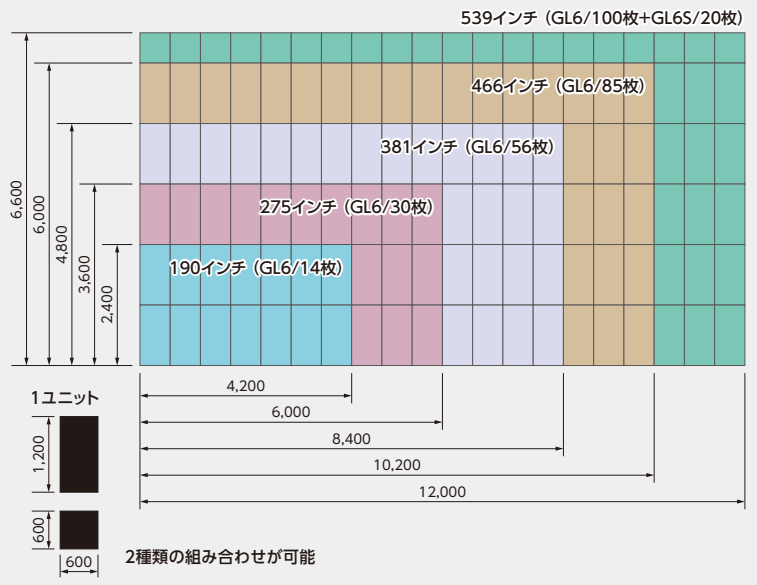 539インチ（GL6/100枚+GL6S/20枚）
466インチ（GL6/85枚）
381インチ（GL6/56枚）
275インチ（GL6/30枚）
190インチ（GL6/14枚）
6,600
6,000
4,800
3,600
2,400
4,200
6,000
8,400
10,200
12,000
1ユニット
1,200
600
600
2種類の組み合わせが可能